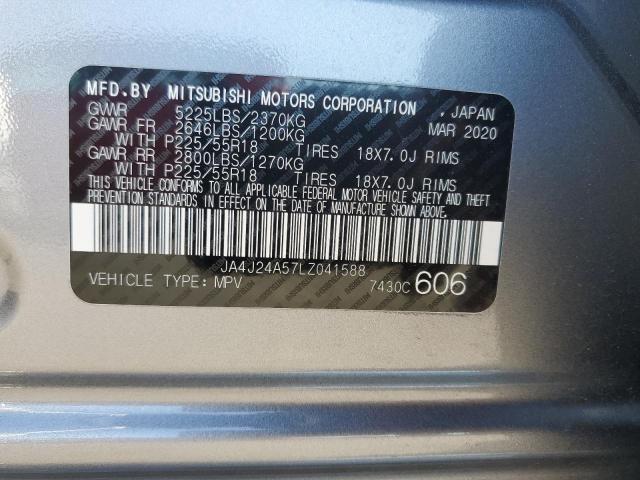 MFD.BY MITSUBISHI MOTORS CORPORATION , JAPAN
GVWR 5225LBS/2370KG MAR 2020
GAWR FR 2646LBS/1200KG
WITH P225/55R18 TIRES 18X7.0J RIMS
GAWR RR 2800LBS/1270KG
WITH P225/55R18 TIRES 18X7.0J RIMS
THIS VEHICLE CONFORMS TO ALL APPLICABLE FEDERAL MOTOR VEHICLE SAFETY AND THEFT
PREVENTION STANDARDS IN EFFECT ON THE DATE OF MANUFACTURE SHOWN ABOVE.
JA4J24A57LZ041588
VEHICLE TYPE: MPV 7430C 606